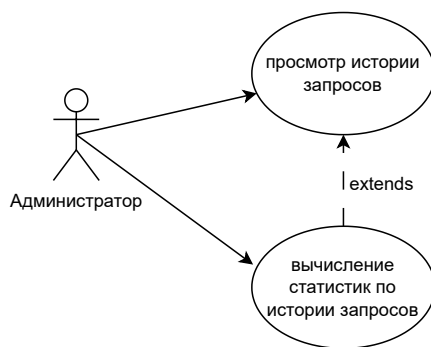 просмотр истории
запросов
Администратор
extends
вычисление
статистик по
истории запросов